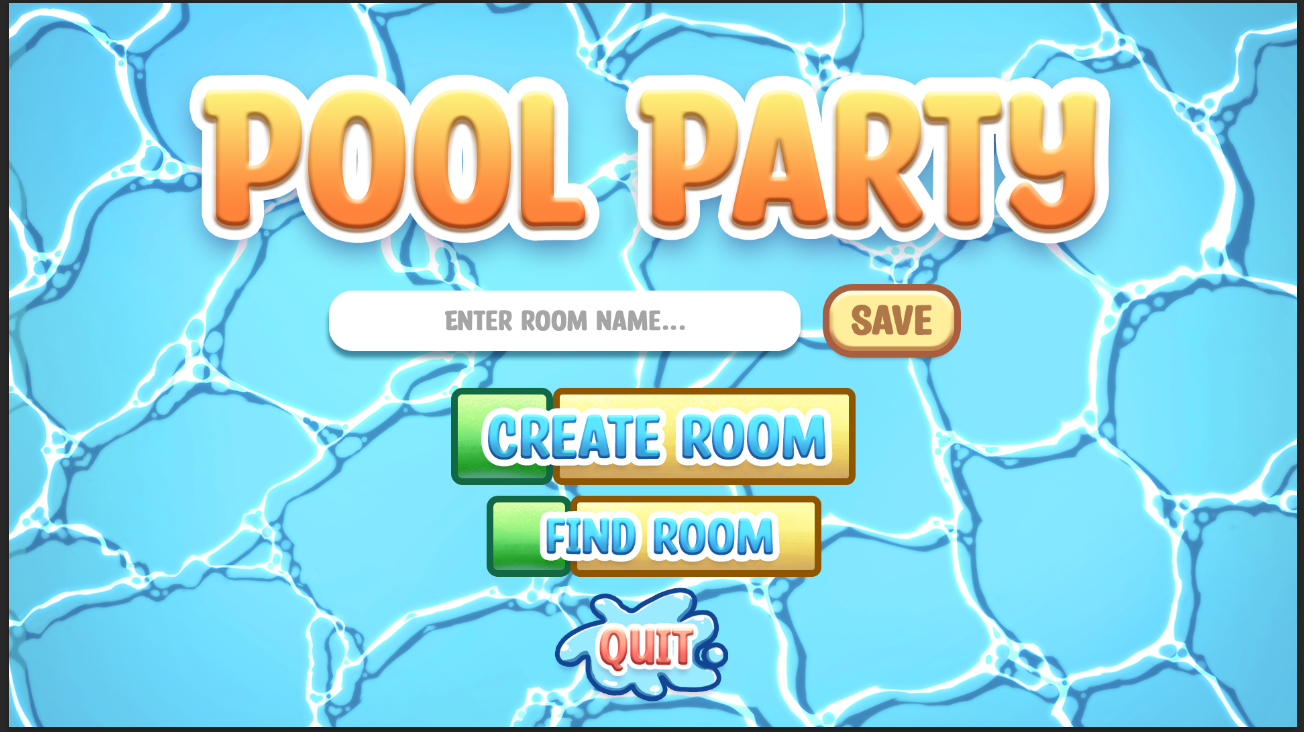 POOL PARTY
ENTER ROOM NAME...
SAVE
CREATE ROOM
FIND ROOM
QUIT